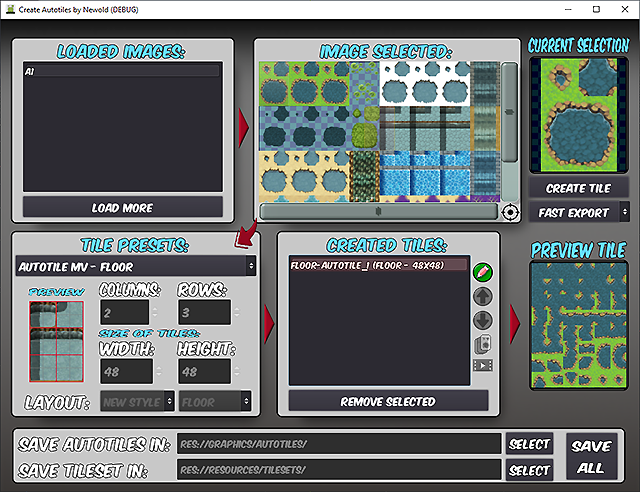 Create Autotiles by Newold (DEBUG)
LOADED IMAGES:
A1
LOAD MORE
IMAGE SELECTED:
CURRENT SELECTION
CREATE TILE
FAST EXPORT
TILE PRESETS:
AUTOTILE MV - FLOOR
PREVIEW
COLUMNS:
ROWS:
2
3
SIZE OF TILES:
WIDTH:
HEIGHT:
48
48
LAYOUT:
NEW STYLE
FLOOR
CREATED TILES:
FLOOR-AUTOTILE_1 (FLOOR - 48X48)
REMOVE SELECTED
PREVIEW TILE
SAVE AUTOTILES IN:
RES://GRAPHICS/AUTOTILES/
SELECT
SAVE TILESET IN:
RES://RESOURCES/TILESETS/
SELECT
SAVE
ALL